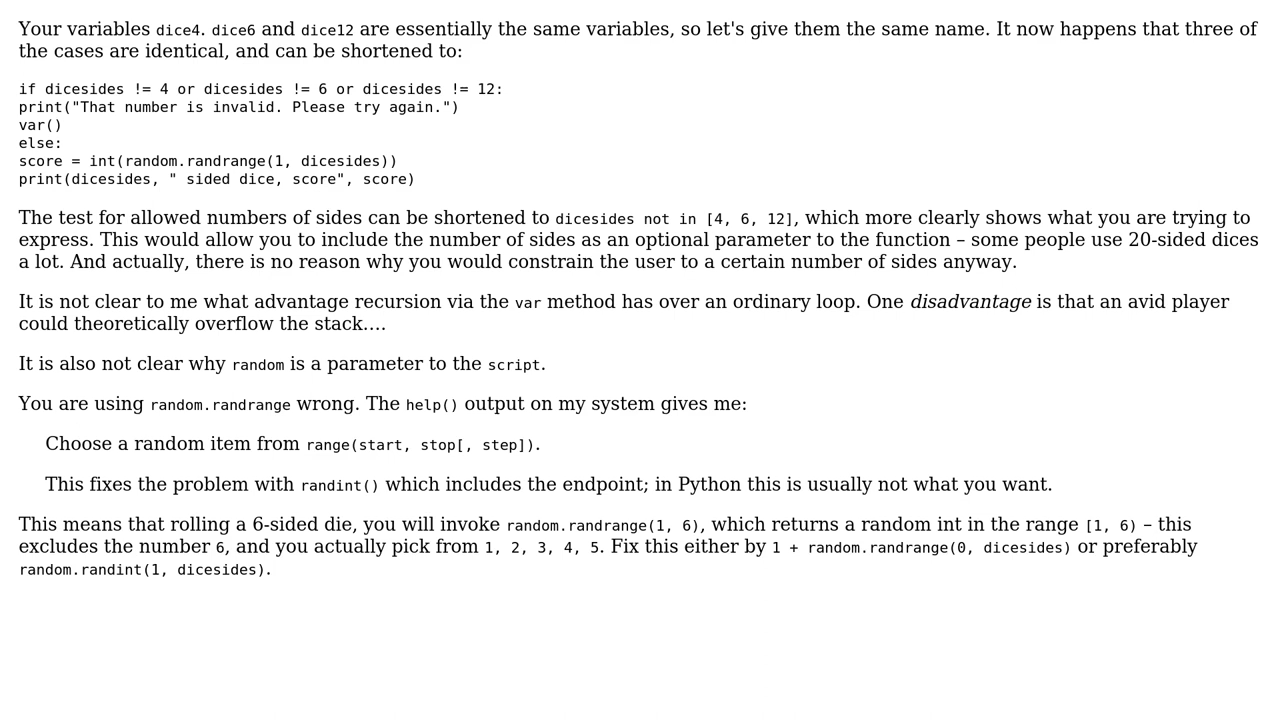 Your variables dice4. dice6 and dice12 are essentially the same variables, so let's give them the same name. It now happens that three of
the cases are identical, and can be shortened to:
if dicesides != 4 or dicesides != 6 or dicesides != 12:
print("That number is invalid. Please try again.")
var()
else:
score = int(random.randrange(1, dicesides))
print(dicesides, " sided dice, score", score)
The test for allowed numbers of sides can be shortened to dicesides not in [4, 6, 12], which more clearly shows what you are trying to
express. This would allow you to include the number of sides as an optional parameter to the function – some people use 20-sided dices
a lot. And actually, there is no reason why you would constrain the user to a certain number of sides anyway.
It is not clear to me what advantage recursion via the var method has over an ordinary loop. One disadvantage is that an avid player
could theoretically overflow the stack….
It is also not clear why random is a parameter to the script.
You are using random.randrange wrong. The help() output on my system gives me:
Choose a random item from range(start, stop[, step]).
This fixes the problem with randint() which includes the endpoint; in Python this is usually not what you want.
This means that rolling a 6-sided die, you will invoke random.randrange(1, 6), which returns a random int in the range [1, 6) – this
excludes the number 6, and you actually pick from 1, 2, 3, 4, 5. Fix this either by 1 + random.randrange(0, dicesides) or preferably
random.randint(1, dicesides).